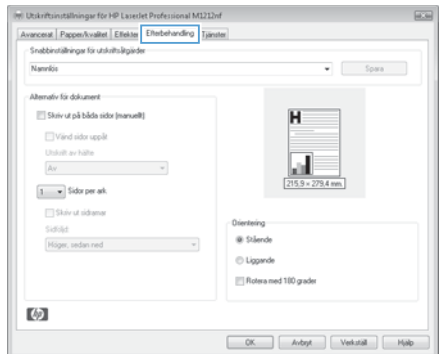 Utskriftsinställningar för HP LaserJet Professional M1212nf
Avancerat Papper/kvalitet Effekter Efterbehandling Tjänster
Snabbinställningar för utskriftsåtgärder
Namnlös Spara
Alternativ för dokument
Skriv ut på båda sidor (manuellt)
Vänd sidor uppåt
Utskrift av häfte
Av
1 Sidor per ark
Skriv ut sidramar
Sidföljd
Höger, sedan ned
H
215,9 × 279,4 mm.
Orientering
Stående
Liggande
Rotera med 180 grader
hp
OK Avbryt Verkställ Hjälp